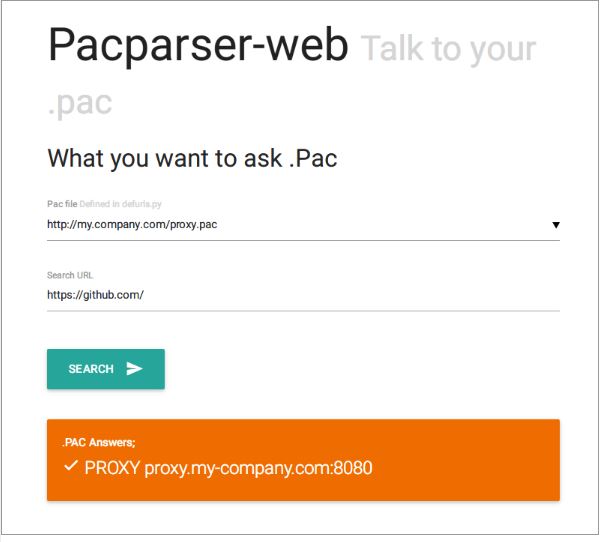 Pacparser-web Talk to your
.pac
What you want to ask .Pac
Pac file Defined in defurls.py
http://my.company.com/proxy.pac
Search URL
https://github.com/
SEARCH
.PAC Answers;
PROXY proxy.my-company.com:8080